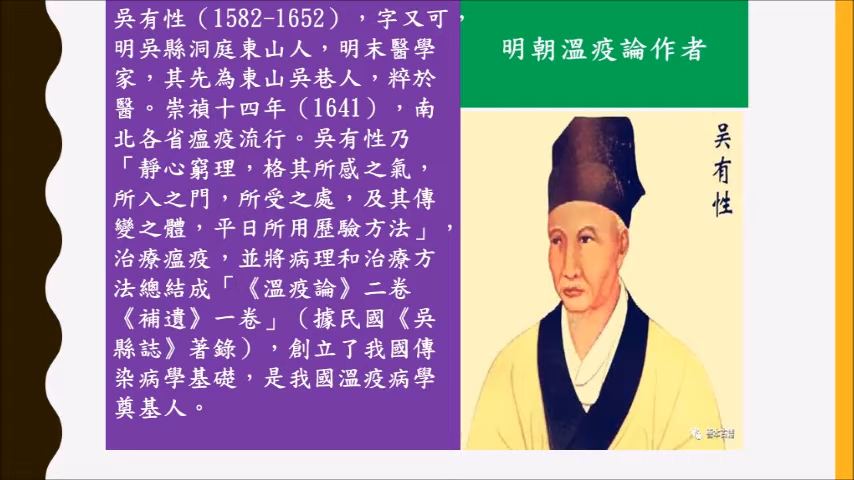 吳有性（1582-1652），字又可，
明吳縣洞庭東山人，明末醫學
家，其先為東山吳巷人，粹於
醫。崇禎十四年（1641），南
北各省瘟疫流行。吳有性乃
「靜心窮理，格其所感之氣，
所入之門，所受之處，及其傳
變之體，平日所用歷驗方法」，
治療瘟疫，並將病理和治療方
法總結成「《溫疫論》二卷
《補遺》一卷」（據民國《吳
縣誌》著錄），創立了我國傳
染病學基礎，是我國溫疫病學
奠基人。
明朝溫疫論作者
吴有性